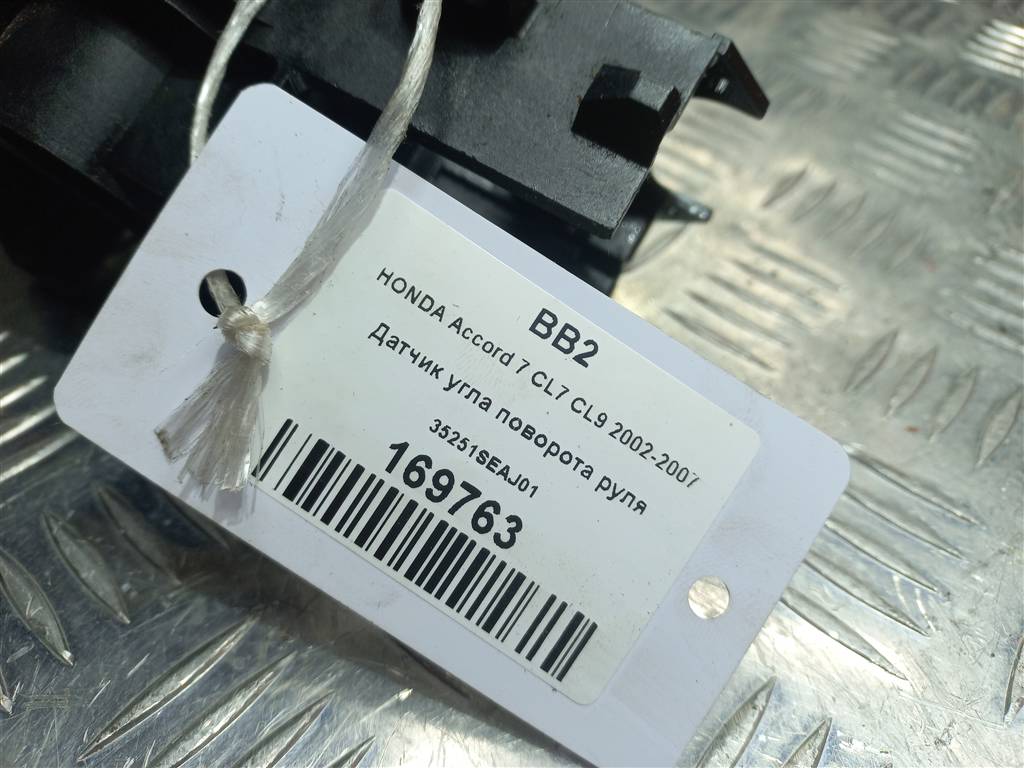 BB2
HONDA Accord 7 CL7 CL9 2002-2007
Датчик угла поворота руля
35251SEAJ01
169763